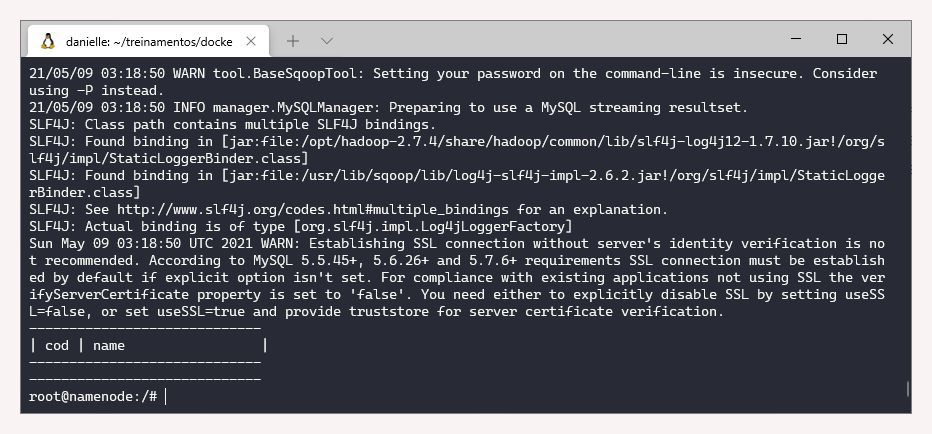 danielle: ~/treinamentos/docke
21/05/09 03:18:50 WARN tool.BaseSqoopTool: Setting your password on the command-line is insecure. Consider
using -P instead.
21/05/09 03:18:50 INFO manager.MySQLManager: Preparing to use a MySQL streaming resultset.
SLF4J: Class path contains multiple SLF4J bindings.
SLF4J: Found binding in [jar:file:/opt/hadoop-2.7.4/share/hadoop/common/lib/slf4j-log4j12-1.7.10.jar!/org/s
lf4j/impl/StaticLoggerBinder.class]
SLF4J: Found binding in [jar:file:/usr/lib/sqoop/lib/log4j-slf4j-impl-2.6.2.jar!/org/slf4j/impl/StaticLogge
rBinder.class]
SLF4J: See http://www.slf4j.org/codes.html#multiple_bindings for an explanation.
SLF4J: Actual binding is of type [org.slf4j.impl.Log4jLoggerFactory]
Sun May 09 03:18:50 UTC 2021 WARN: Establishing SSL connection without server's identity verification is no
t recommended. According to MySQL 5.5.45+, 5.6.26+ and 5.7.6+ requirements SSL connection must be establish
ed by default if explicit option isn't set. For compliance with existing applications not using SSL the ver
ifyServerCertificate property is set to 'false'. You need either to explicitly disable SSL by setting useSS
L=false, or set useSSL=true and provide truststore for server certificate verification.
------------------------------
| cod | name                 |
------------------------------
------------------------------
root@namenode:/#